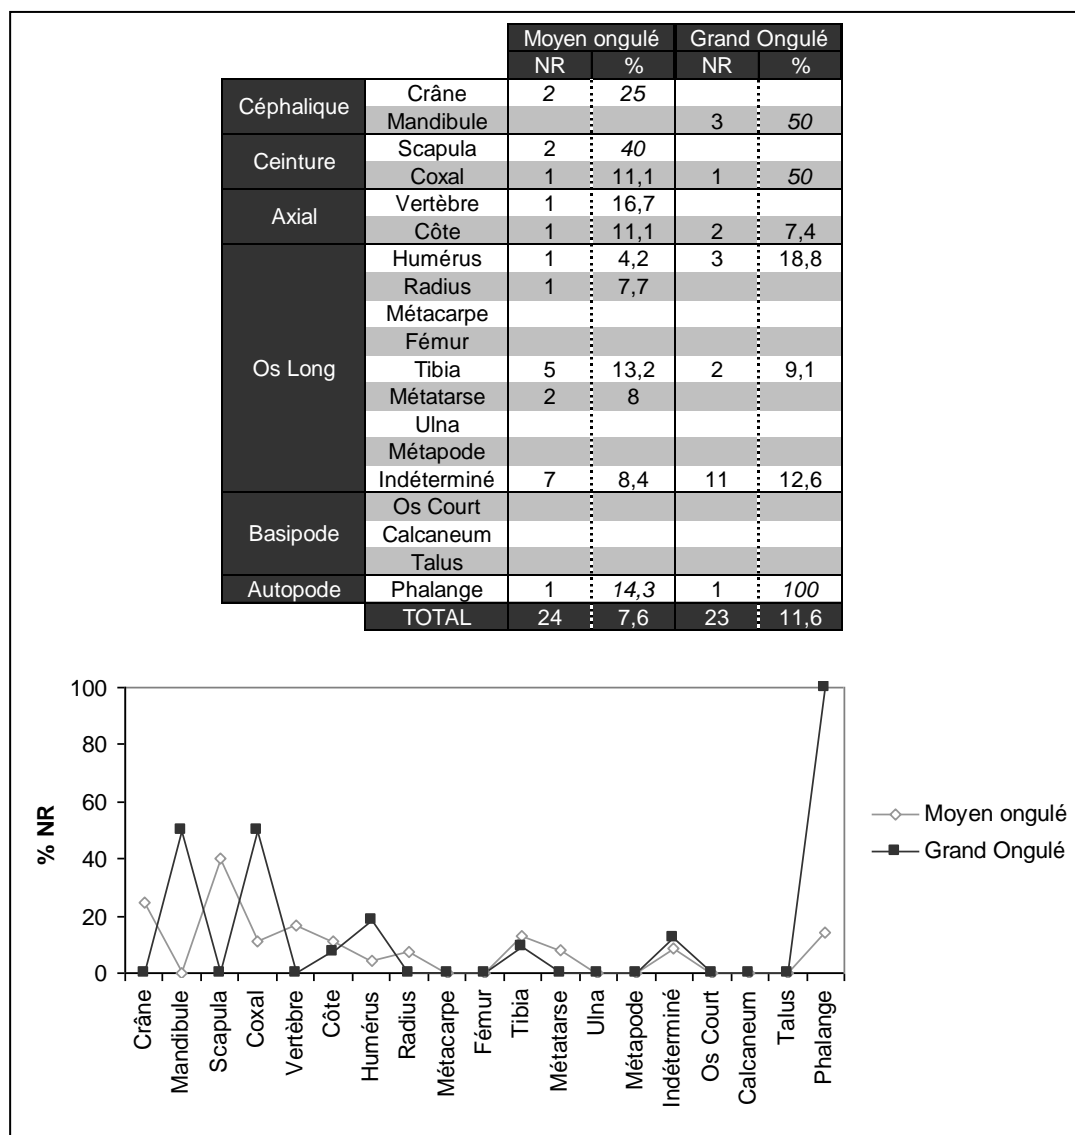 Moyen ongulé Grand Ongulé
NR % NR %
Céphalique Crâne 2 25
Mandibule 3 50
Ceinture Scapula 2 40
Coxal 1 11,1 1 50
Axial Vertèbre 1 16,7
Côte 1 11,1 2 7,4
Os Long Humérus 1 4,2 3 18,8
Radius 1 7,7
Métacarpe
Fémur
Tibia 5 13,2 2 9,1
Métatarse 2 8
Ulna
Métapode
Indéterminé 7 8,4 11 12,6
Basipode Os Court
Calcaneum
Talus
Autopode Phalange 1 14,3 1 100
TOTAL 24 7,6 23 11,6
100
80
60
40
20
0
% NR
Crâne
Mandibule
Scapula
Coxal
Vertèbre
Côte
Humérus
Radius
Métacarpe
Fémur
Tibia
Métatarse
Ulna
Métapode
Indéterminé
Os Court
Calcaneum
Talus
Phalange
Moyen ongulé
Grand Ongulé